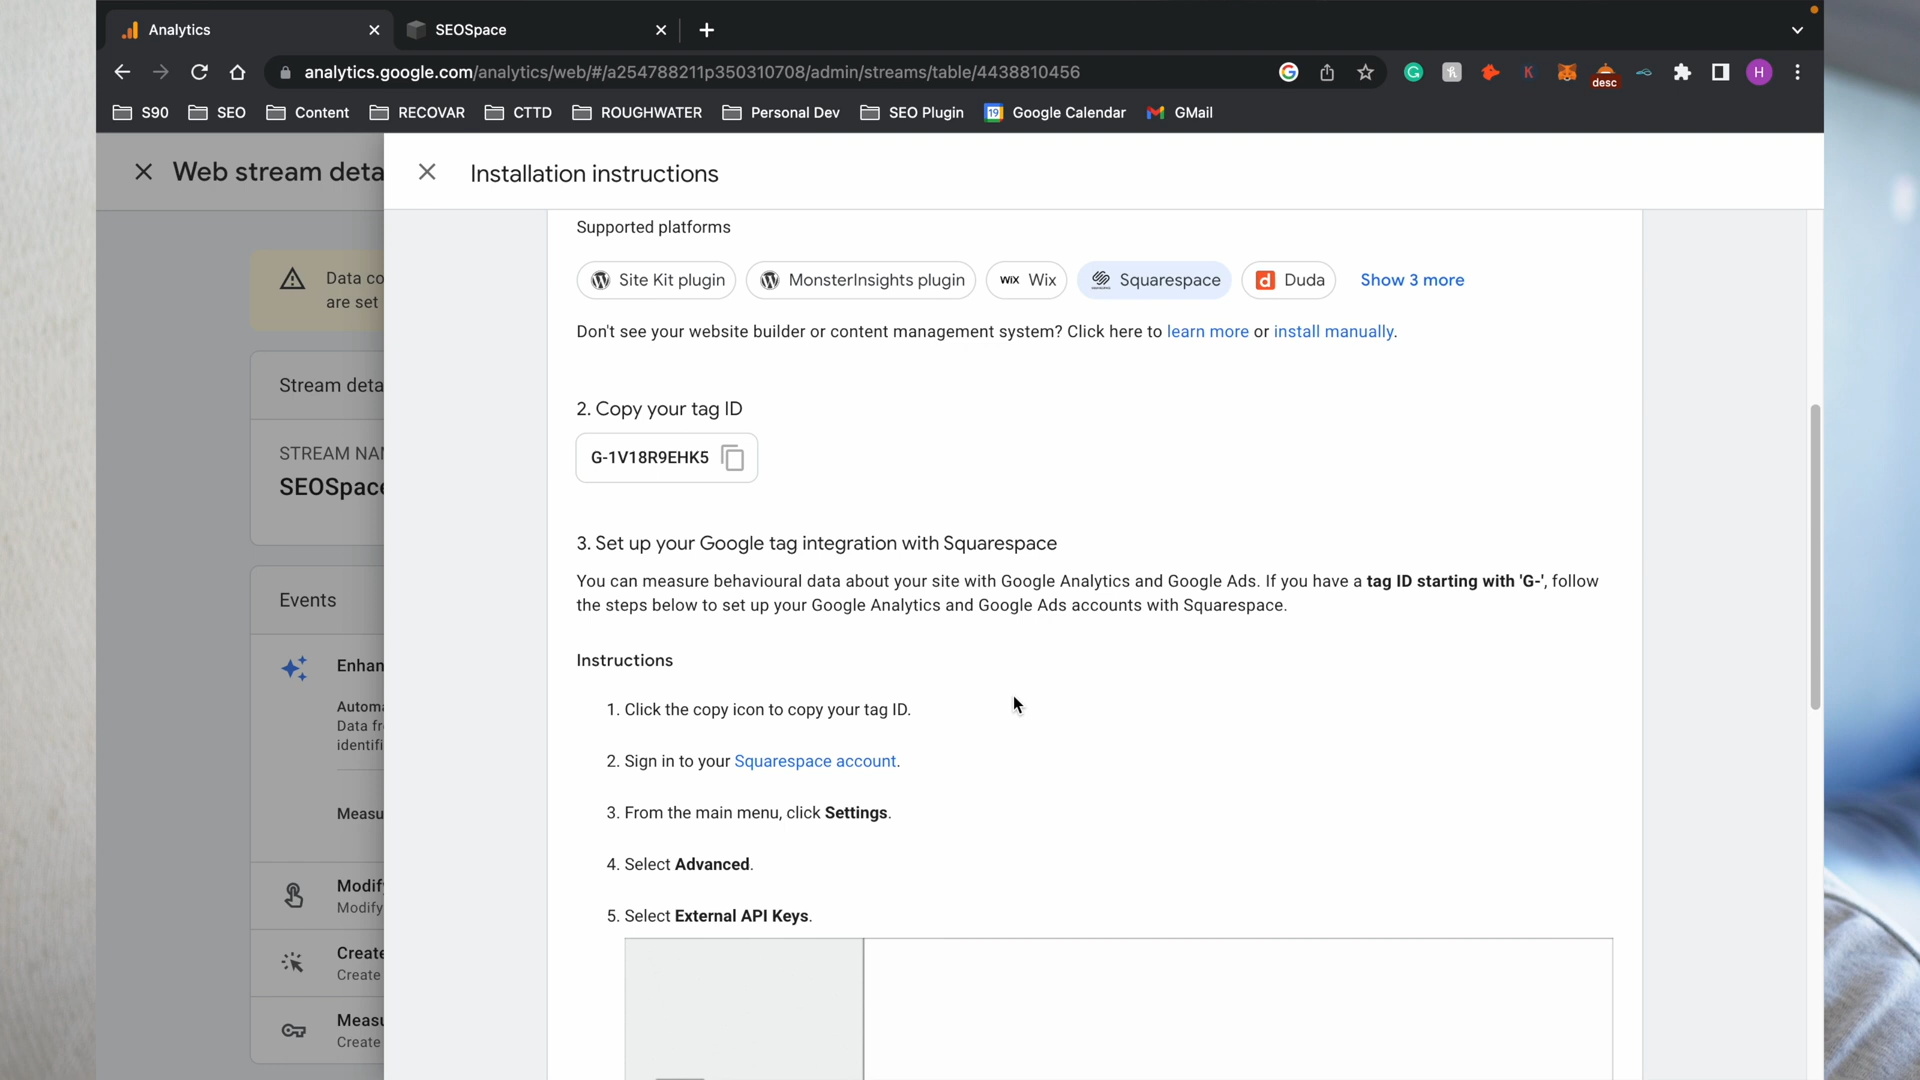 Analytics
SEOSpace
analytics.google.com/analytics/web/#/a254788211p350310708/admin/streams/table/4438810456
desc
H
S90
SEO
Content
RECOVAR
CTTD
ROUGHWATER
Personal Dev
SEO Plugin
19
Google Calendar
GMail
Web stream deta
Installation instructions
Data co
are set
Stream deta
STREAM NA
SEOSpace
Events
Enhan
Automa
Data fr
identifi
Measu
Modify
Modify
Create
Create
Measu
Create
Supported platforms
Site Kit plugin
MonsterInsights plugin
WIX Wix
Squarespace
d Duda
Show 3 more
Don't see your website builder or content management system? Click here to learn more or install manually.
2. Copy your tag ID
G-1V18R9EHK5
3. Set up your Google tag integration with Squarespace
You can measure behavioural data about your site with Google Analytics and Google Ads. If you have a tag ID starting with 'G-', follow
the steps below to set up your Google Analytics and Google Ads accounts with Squarespace.
Instructions
1. Click the copy icon to copy your tag ID.
2. Sign in to your Squarespace account.
3. From the main menu, click Settings.
4. Select Advanced.
5. Select External API Keys.